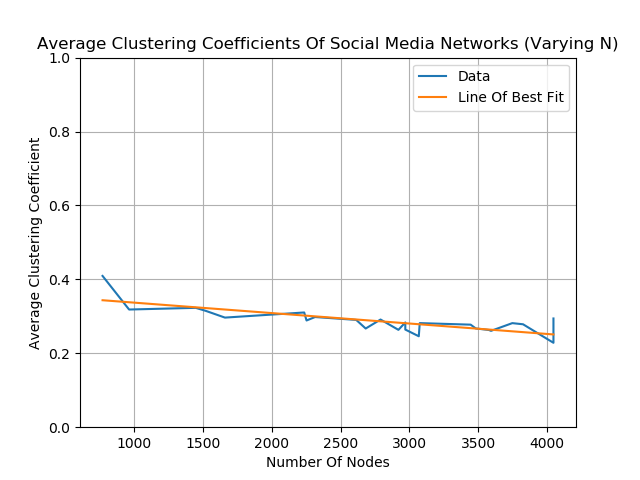 Average Clustering Coefficients Of Social Media Networks (Varying N)
Data
Line Of Best Fit
Average Clustering Coefficient
1.0
0.8
0.6
0.4
0.2
0.0
1000 1500 2000 2500 3000 3500 4000
Number Of Nodes